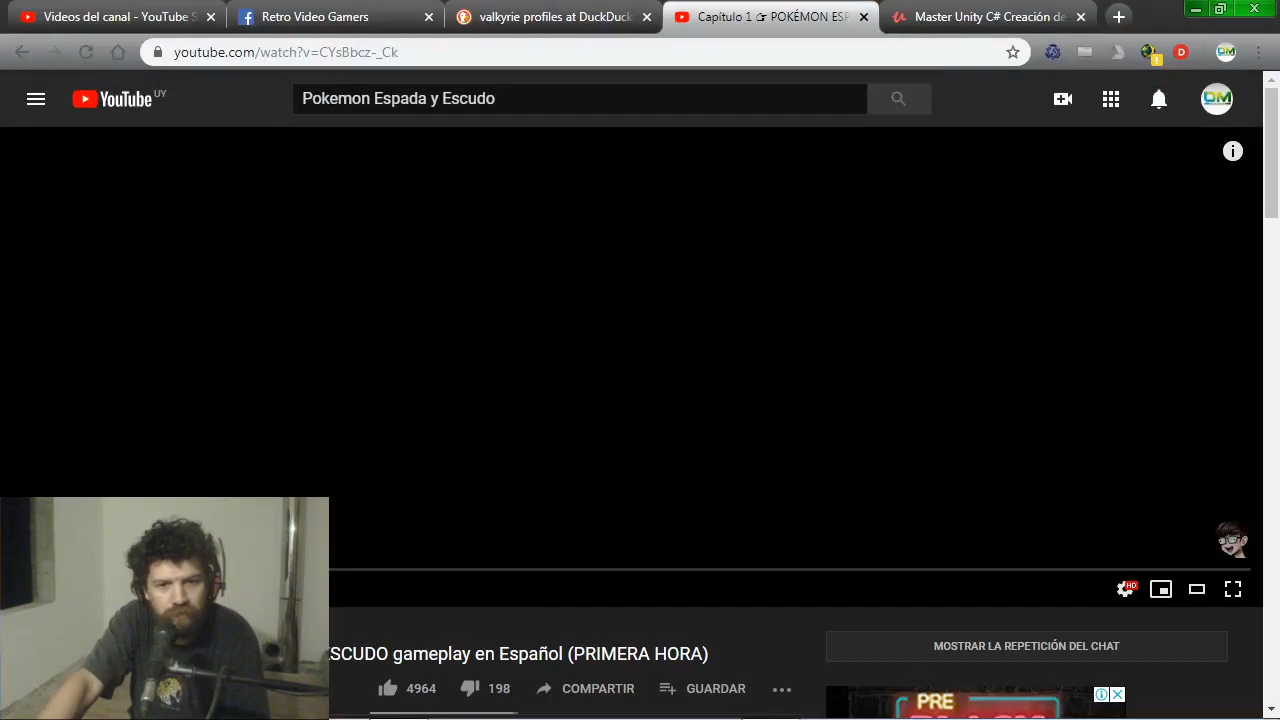 Videos del canal - YouTube S
Retro Video Gamers
valkyrie profiles at DuckDuck
Capítulo 1 👉 POKÉMON ESP
Master Unity C# Creación de
youtube.com/watch?v=CYsBbcz-_Ck
YouTube UY
Pokemon Espada y Escudo
HD
SCUDO gameplay en Español (PRIMERA HORA)
4964
198
COMPARTIR
GUARDAR
MOSTRAR LA REPETICIÓN DEL CHAT
PRE